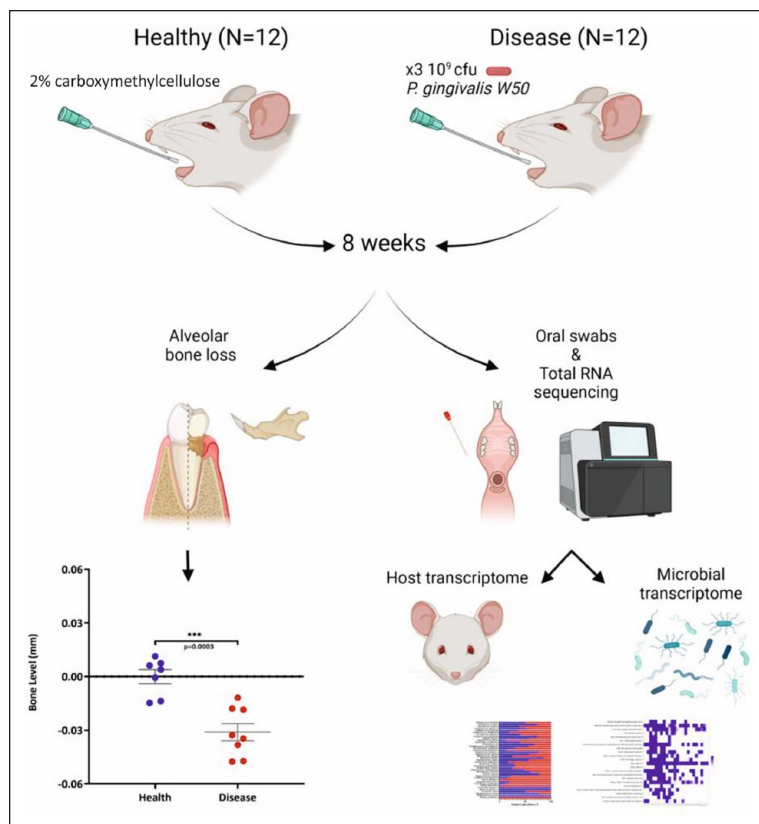 Healthy (N=12)
Disease (N=12)
2% carboxymethylcellulose
x3 10⁹ cfu
P. gingivalis W50
8 weeks
Alveolar
bone loss
Oral swabs
&
Total RNA
sequencing
Host transcriptome
Microbial
transcriptome
0.06
0.03
0.00
-0.03
-0.06
Bone Level (mm)
***
p=0.0003
Health
Disease